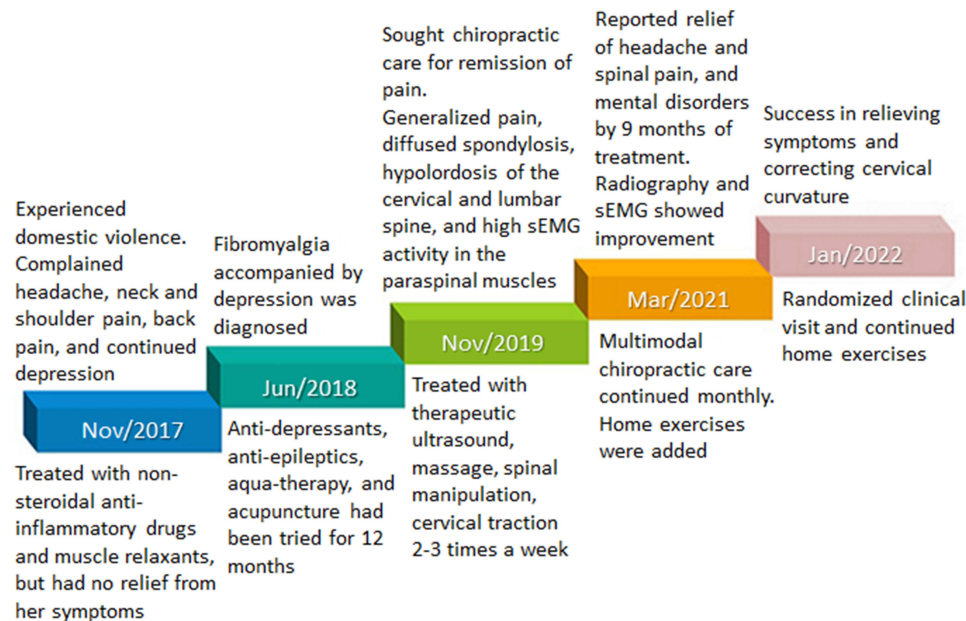 Experienced
domestic violence.
Complained
headache, neck and
shoulder pain, back
pain, and continued
depression
Nov/2017
Treated with non-
steroidal anti-
inflammatory drugs
and muscle relaxants,
but had no relief from
her symptoms
Fibromyalgia
accompanied by
depression was
diagnosed
Jun/2018
Anti-depressants,
anti-epileptics,
aqua-therapy, and
acupuncture had
been tried for 12
months
Sought chiropractic
care for remission of
pain.
Generalized pain,
diffused spondylosis,
hypolordosis of the
cervical and lumbar
spine, and high sEMG
activity in the
paraspinal muscles
Nov/2019
Treated with
therapeutic
ultrasound,
massage, spinal
manipulation,
cervical traction
2-3 times a week
Reported relief
of headache and
spinal pain, and
mental disorders
by 9 months of
treatment.
Radiography and
sEMG showed
improvement
Mar/2021
Multimodal
chiropractic care
continued monthly.
Home exercises
were added
Success in relieving
symptoms and
correcting cervical
curvature
Jan/2022
Randomized clinical
visit and continued
home exercises